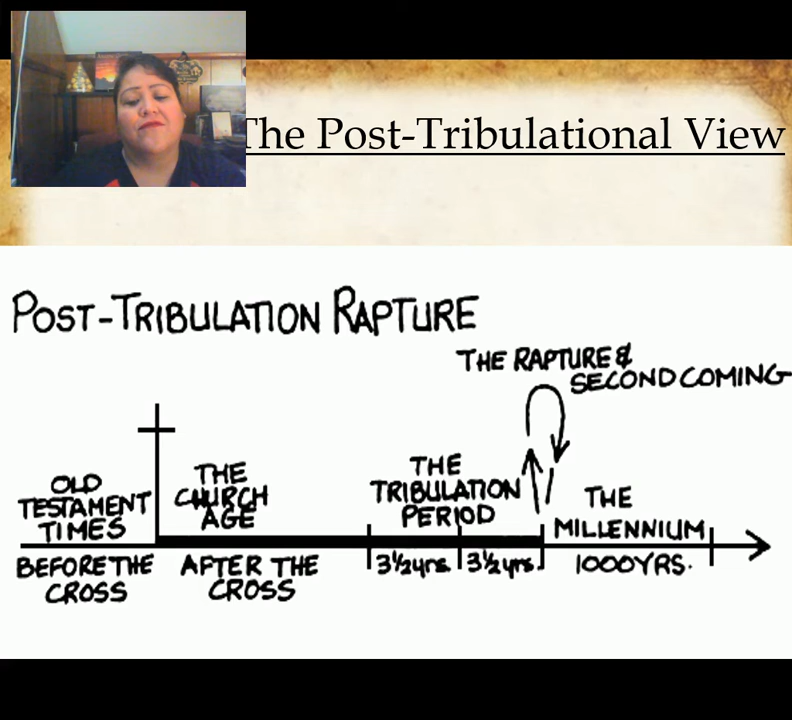 The Post-Tribulational View
POST-TRIBULATION RAPTURE
THE RAPTURE &
SECOND COMING
OLD
TESTAMENT
TIMES
THE
CHURCH
AGE
THE
TRIBULATION
PERIOD
THE
MILLENNIUM
BEFORE THE
CROSS
AFTER THE
CROSS
3½yrs.
3½yrs.
1000YRS.